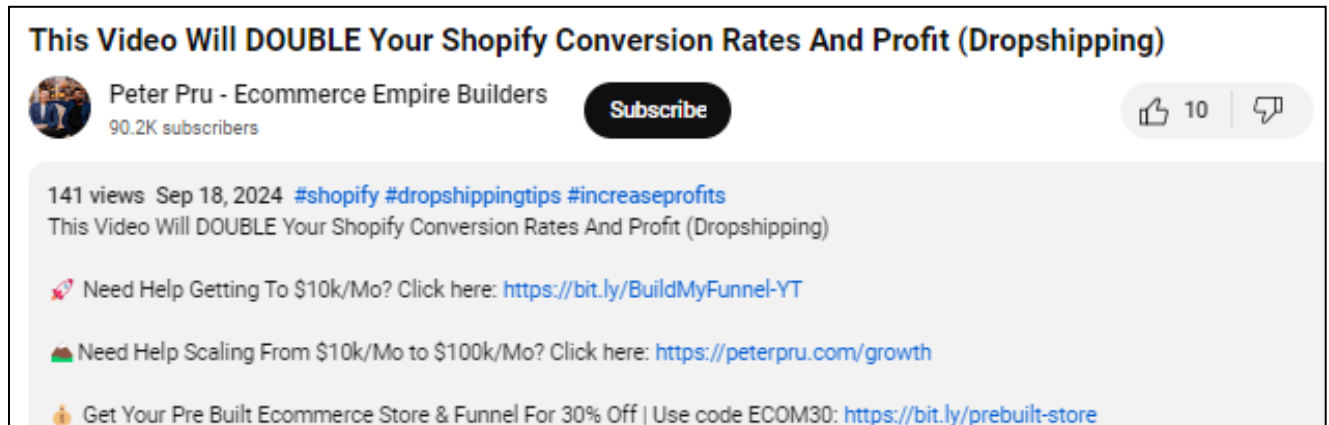 This Video Will DOUBLE Your Shopify Conversion Rates And Profit (Dropshipping)
Peter Pru - Ecommerce Empire Builders
90.2K subscribers
Subscribe
10
141 views Sep 18, 2024 #shopify #dropshippingtips #increaseprofits
This Video Will DOUBLE Your Shopify Conversion Rates And Profit (Dropshipping)
🚀 Need Help Getting To $10k/Mo? Click here: https://bit.ly/BuildMyFunnel-YT
⛰️Need Help Scaling From $10k/Mo to $100k/Mo? Click here: https://peterpru.com/growth
💰 Get Your Pre Built Ecommerce Store & Funnel For 30% Off | Use code ECOM30: https://bit.ly/prebuilt-store